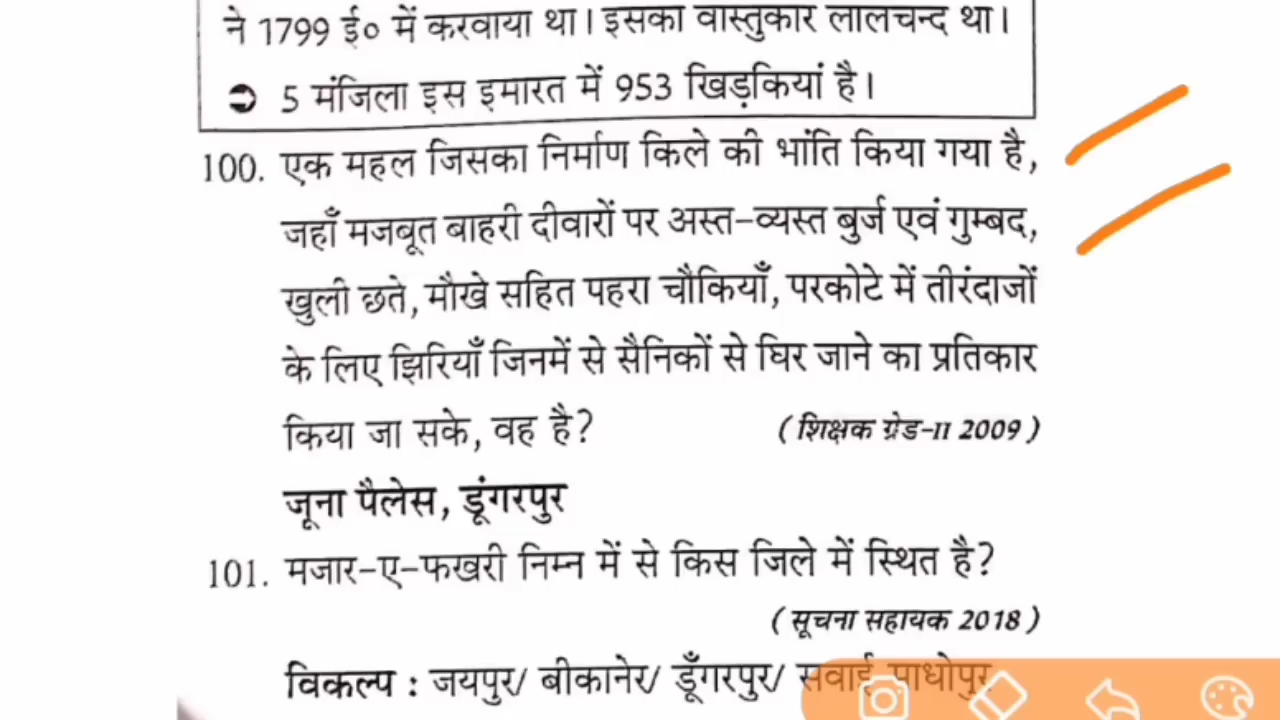 ने 1799 ई० में करवाया था। इसका वास्तुकार लालचन्द था।
➲ 5 मंजिला इस इमारत में 953 खिड़कियां है।
100. एक महल जिसका निर्माण किले की भांति किया गया है,
जहाँ मजबूत बाहरी दीवारों पर अस्त-व्यस्त बुर्ज एवं गुम्बद,
खुली छते, मौखे सहित पहरा चौकियाँ, परकोटे में तीरंदाजों
के लिए झिरियाँ जिनमें से सैनिकों से घिर जाने का प्रतिकार
किया जा सके, वह है? (शिक्षक ग्रेड-II 2009)
जूना पैलेस, डूंगरपुर
101. मजार-ए-फखरी निम्न में से किस जिले में स्थित है?
(सूचना सहायक 2018)
विकल्प : जयपुर/ बीकानेर/ डूँगरपुर/ सवाई माधोपुर